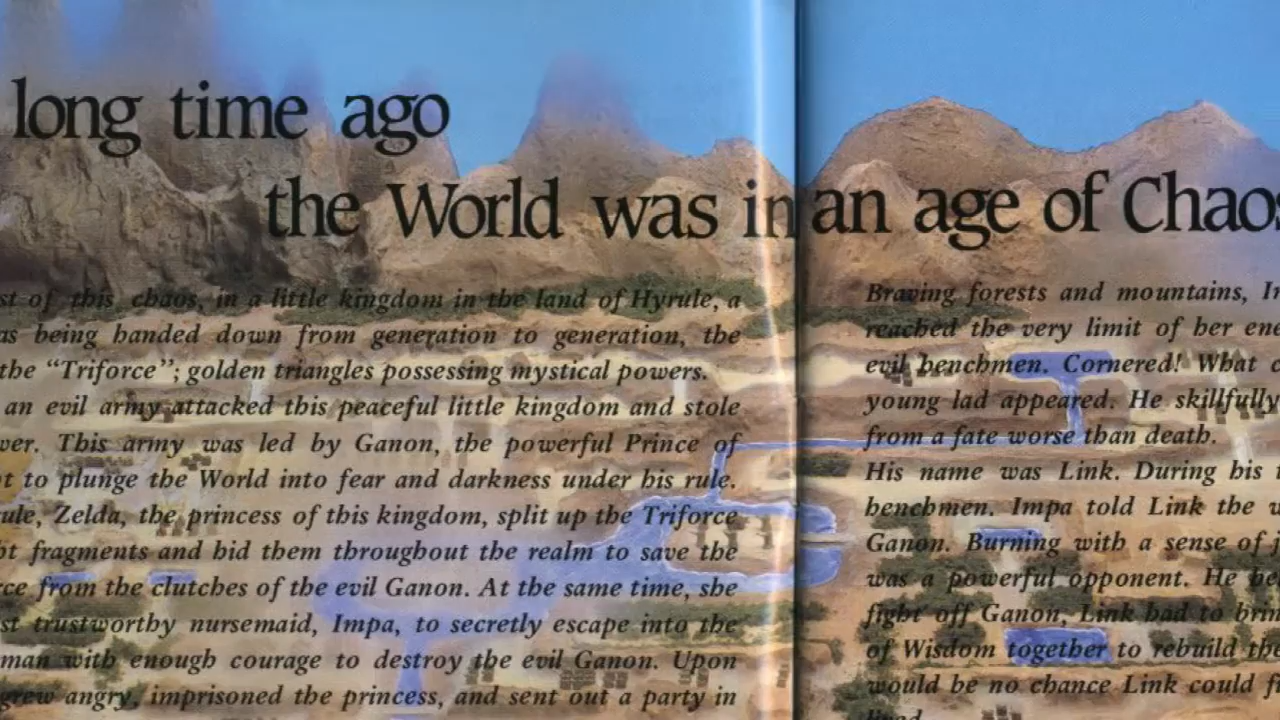 long time ago
the World was in an age of Chaos
st of this chaos, in a little kingdom in the land of Hyrule, a
as being handed down from generation to generation, the
the “Triforce”; golden triangles possessing mystical powers.
an evil army attacked this peaceful little kingdom and stole
wer. This army was led by Ganon, the powerful Prince of
t to plunge the World into fear and darkness under his rule.
ule, Zelda, the princess of this kingdom, split up the Triforce
ht fragments and hid them throughout the realm to save the
rce from the clutches of the evil Ganon. At the same time, she
st trustworthy nursemaid, Impa, to secretly escape into the
man with enough courage to destroy the evil Ganon. Upon
grew angry, imprisoned the princess, and sent out a party in
Braving forests and mountains, Im
reached the very limit of her ene
evil henchmen. Cornered! What c
young lad appeared. He skillfully
from a fate worse than death.
His name was Link. During his t
henchmen. Impa told Link the w
Ganon. Burning with a sense of j
was a powerful opponent. He he
fight off Ganon, Link had to brin
of Wisdom together to rebuild the
would be no chance Link could fi
lived.